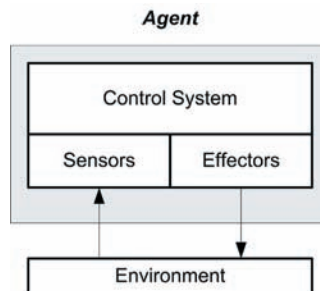 Agent
Control System
Sensors Effectors
Environment